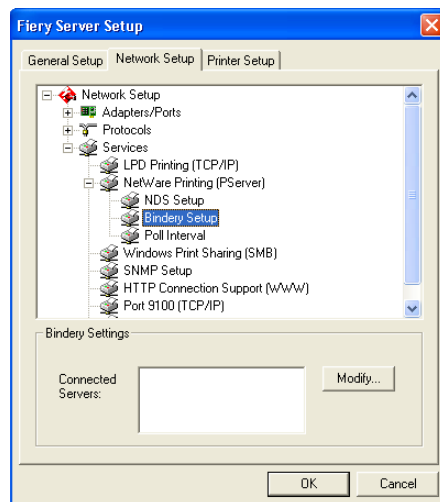 Fiery Server Setup
General Setup Network Setup Printer Setup
Network Setup
Adapters/Ports
Protocols
Services
LPD Printing (TCP/IP)
NetWare Printing (PServer)
NDS Setup
Bindery Setup
Poll Interval
Windows Print Sharing (SMB)
SNMP Setup
HTTP Connection Support (WWW)
Port 9100 (TCP/IP)
Bindery Settings
Connected
Servers:
Modify...
OK Cancel